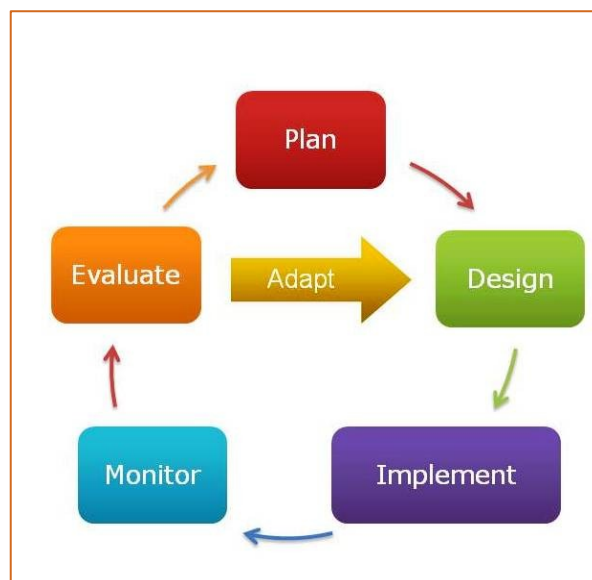 Plan
Evaluate
Adapt
Design
Monitor
Implement